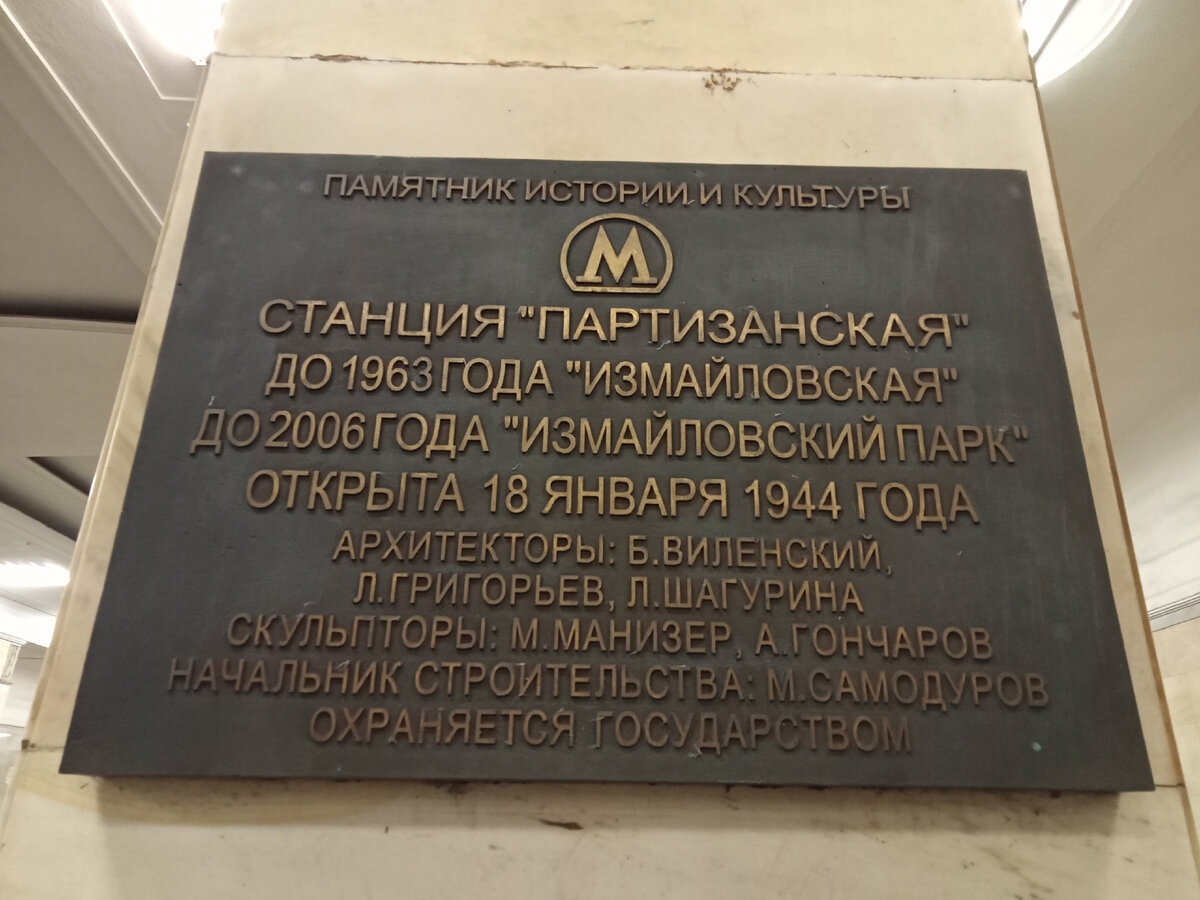 ПАМЯТНИК ИСТОРИИ И КУЛЬТУРЫ
М
СТАНЦИЯ "ПАРТИЗАНСКАЯ"
ДО 1963 ГОДА "ИЗМАЙЛОВСКАЯ"
ДО 2006 ГОДА "ИЗМАЙЛОВСКИЙ ПАРК"
ОТКРЫТА 18 ЯНВАРЯ 1944 ГОДА
АРХИТЕКТОРЫ: Б.ВИЛЕНСКИЙ,
Л.ГРИГОРЬЕВ, Л.ШАГУРИНА
СКУЛЬПТОРЫ: М.МАНИЗЕР, А.ГОНЧАРОВ
НАЧАЛЬНИК СТРОИТЕЛЬСТВА: М.САМОДУРОВ
ОХРАНЯЕТСЯ ГОСУДАРСТВОМ